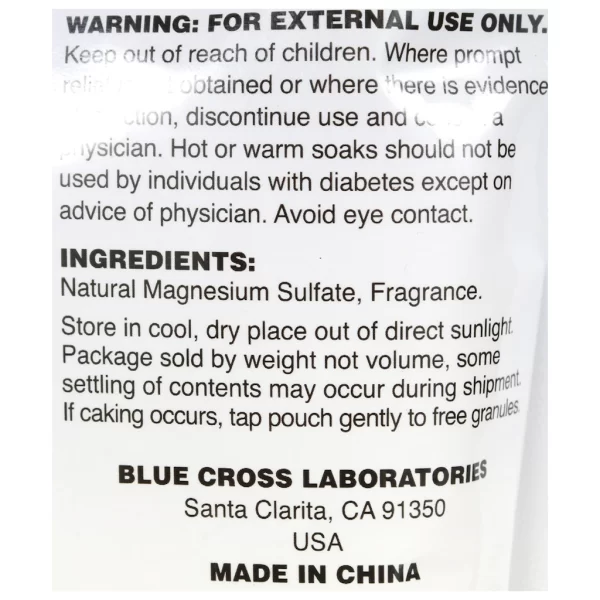 WARNING: FOR EXTERNAL USE ONLY.
Keep out of reach of children. Where prompt
obtained or where there is evidence
discontinue use and a
physician. Hot or warm soaks should not be
used by individuals with diabetes except on
advice of physician. Avoid eye contact.
INGREDIENTS:
Natural Magnesium Sulfate, Fragrance.
Store in cool, dry place out of direct sunlight.
Package sold by weight not volume, some
settling of contents may occur during shipment.
If caking occurs, tap pouch gently to free granules.
BLUE CROSS LABORATORIES
Santa Clarita, CA 91350
USA
MADE IN CHINA